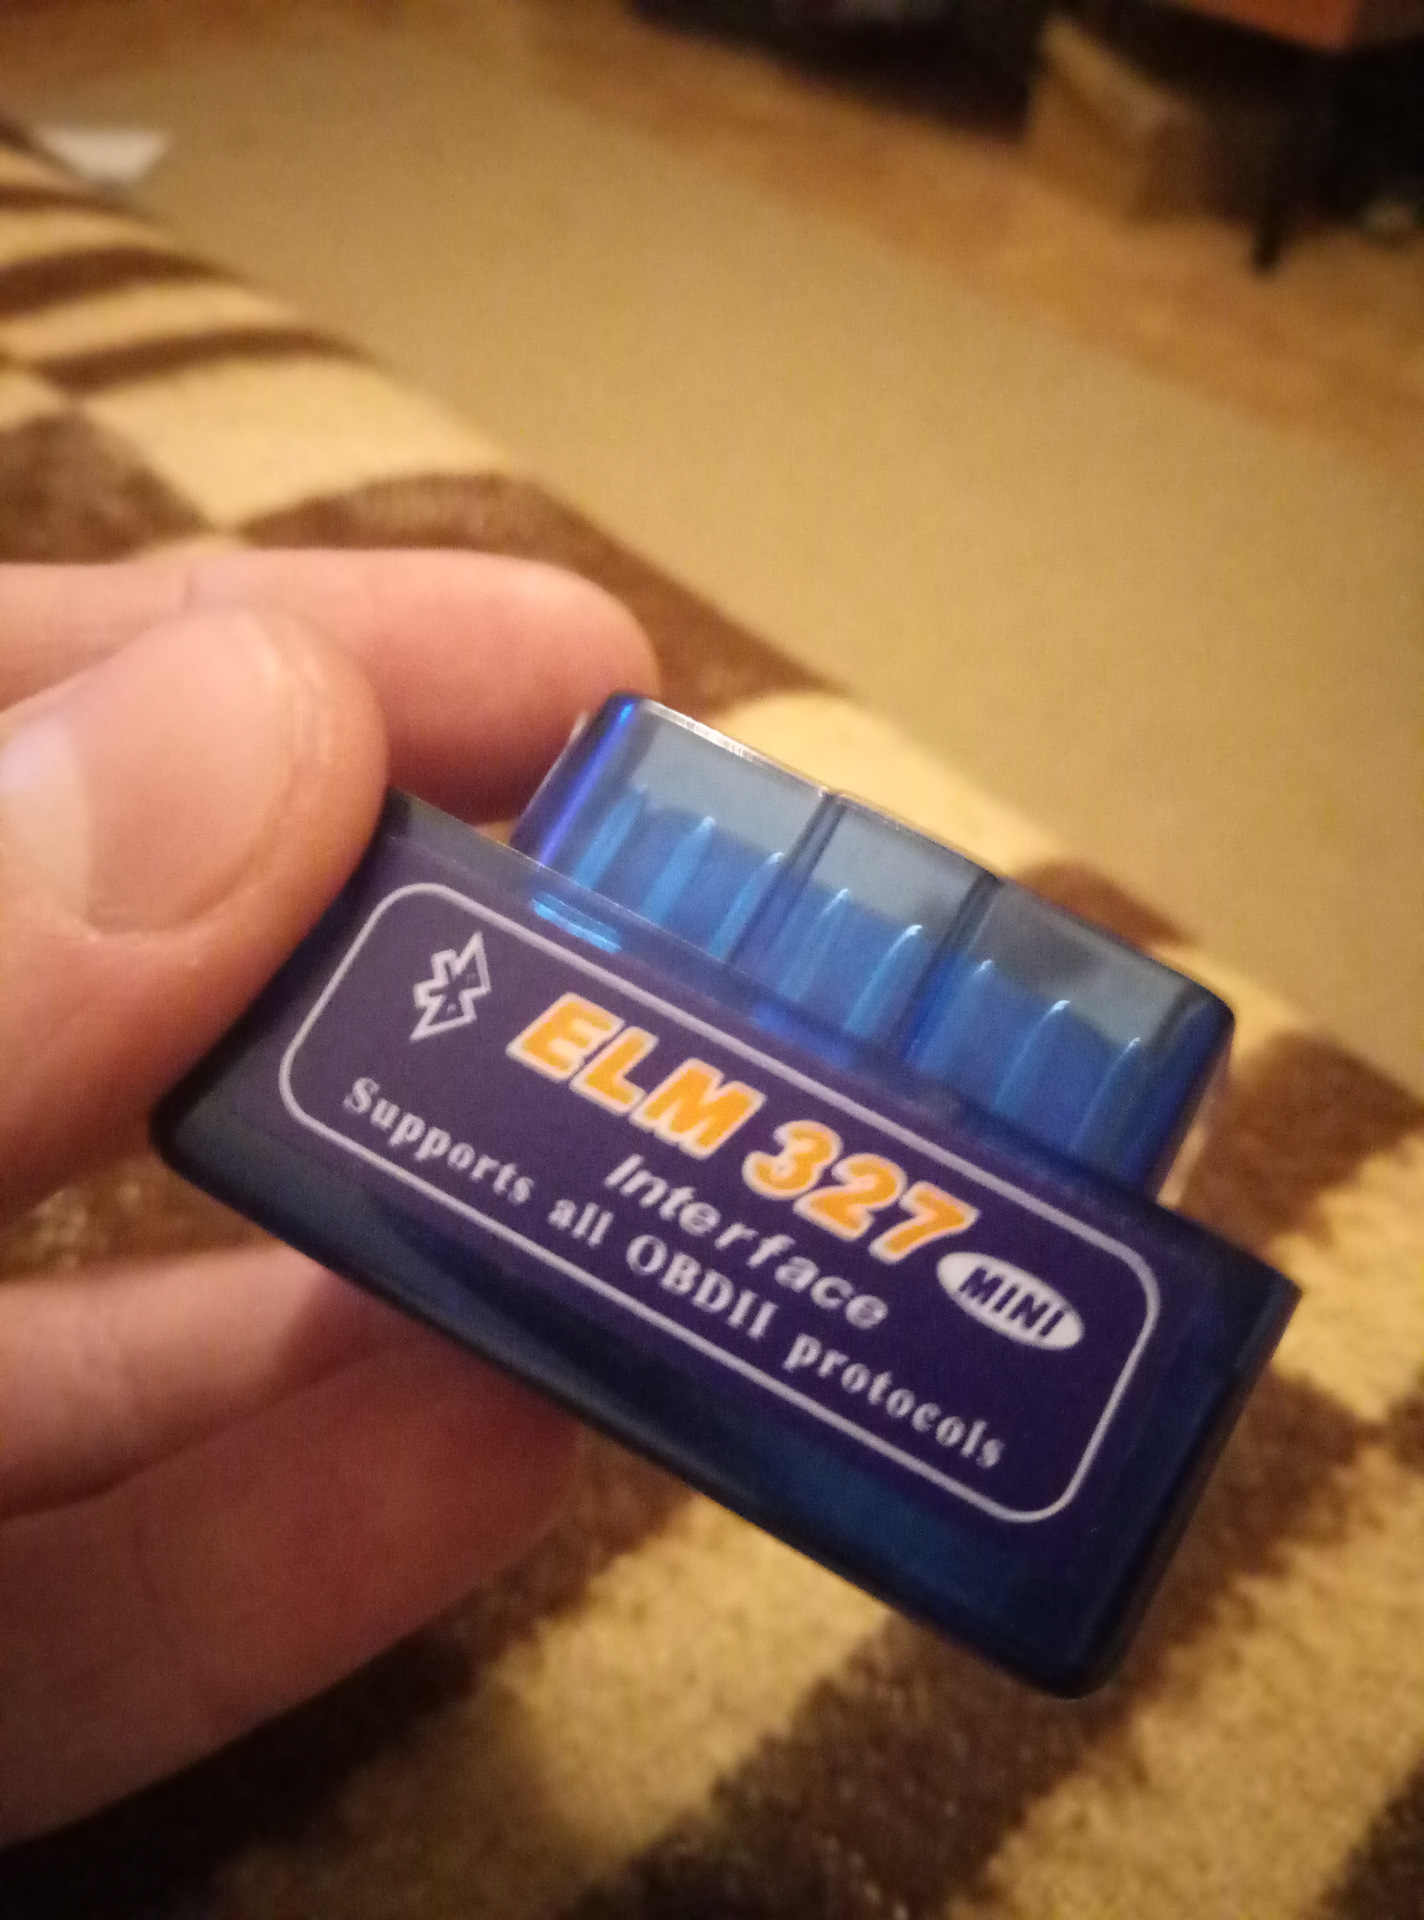 ELM 327
Interface MINI
Supports all OBDII protocols